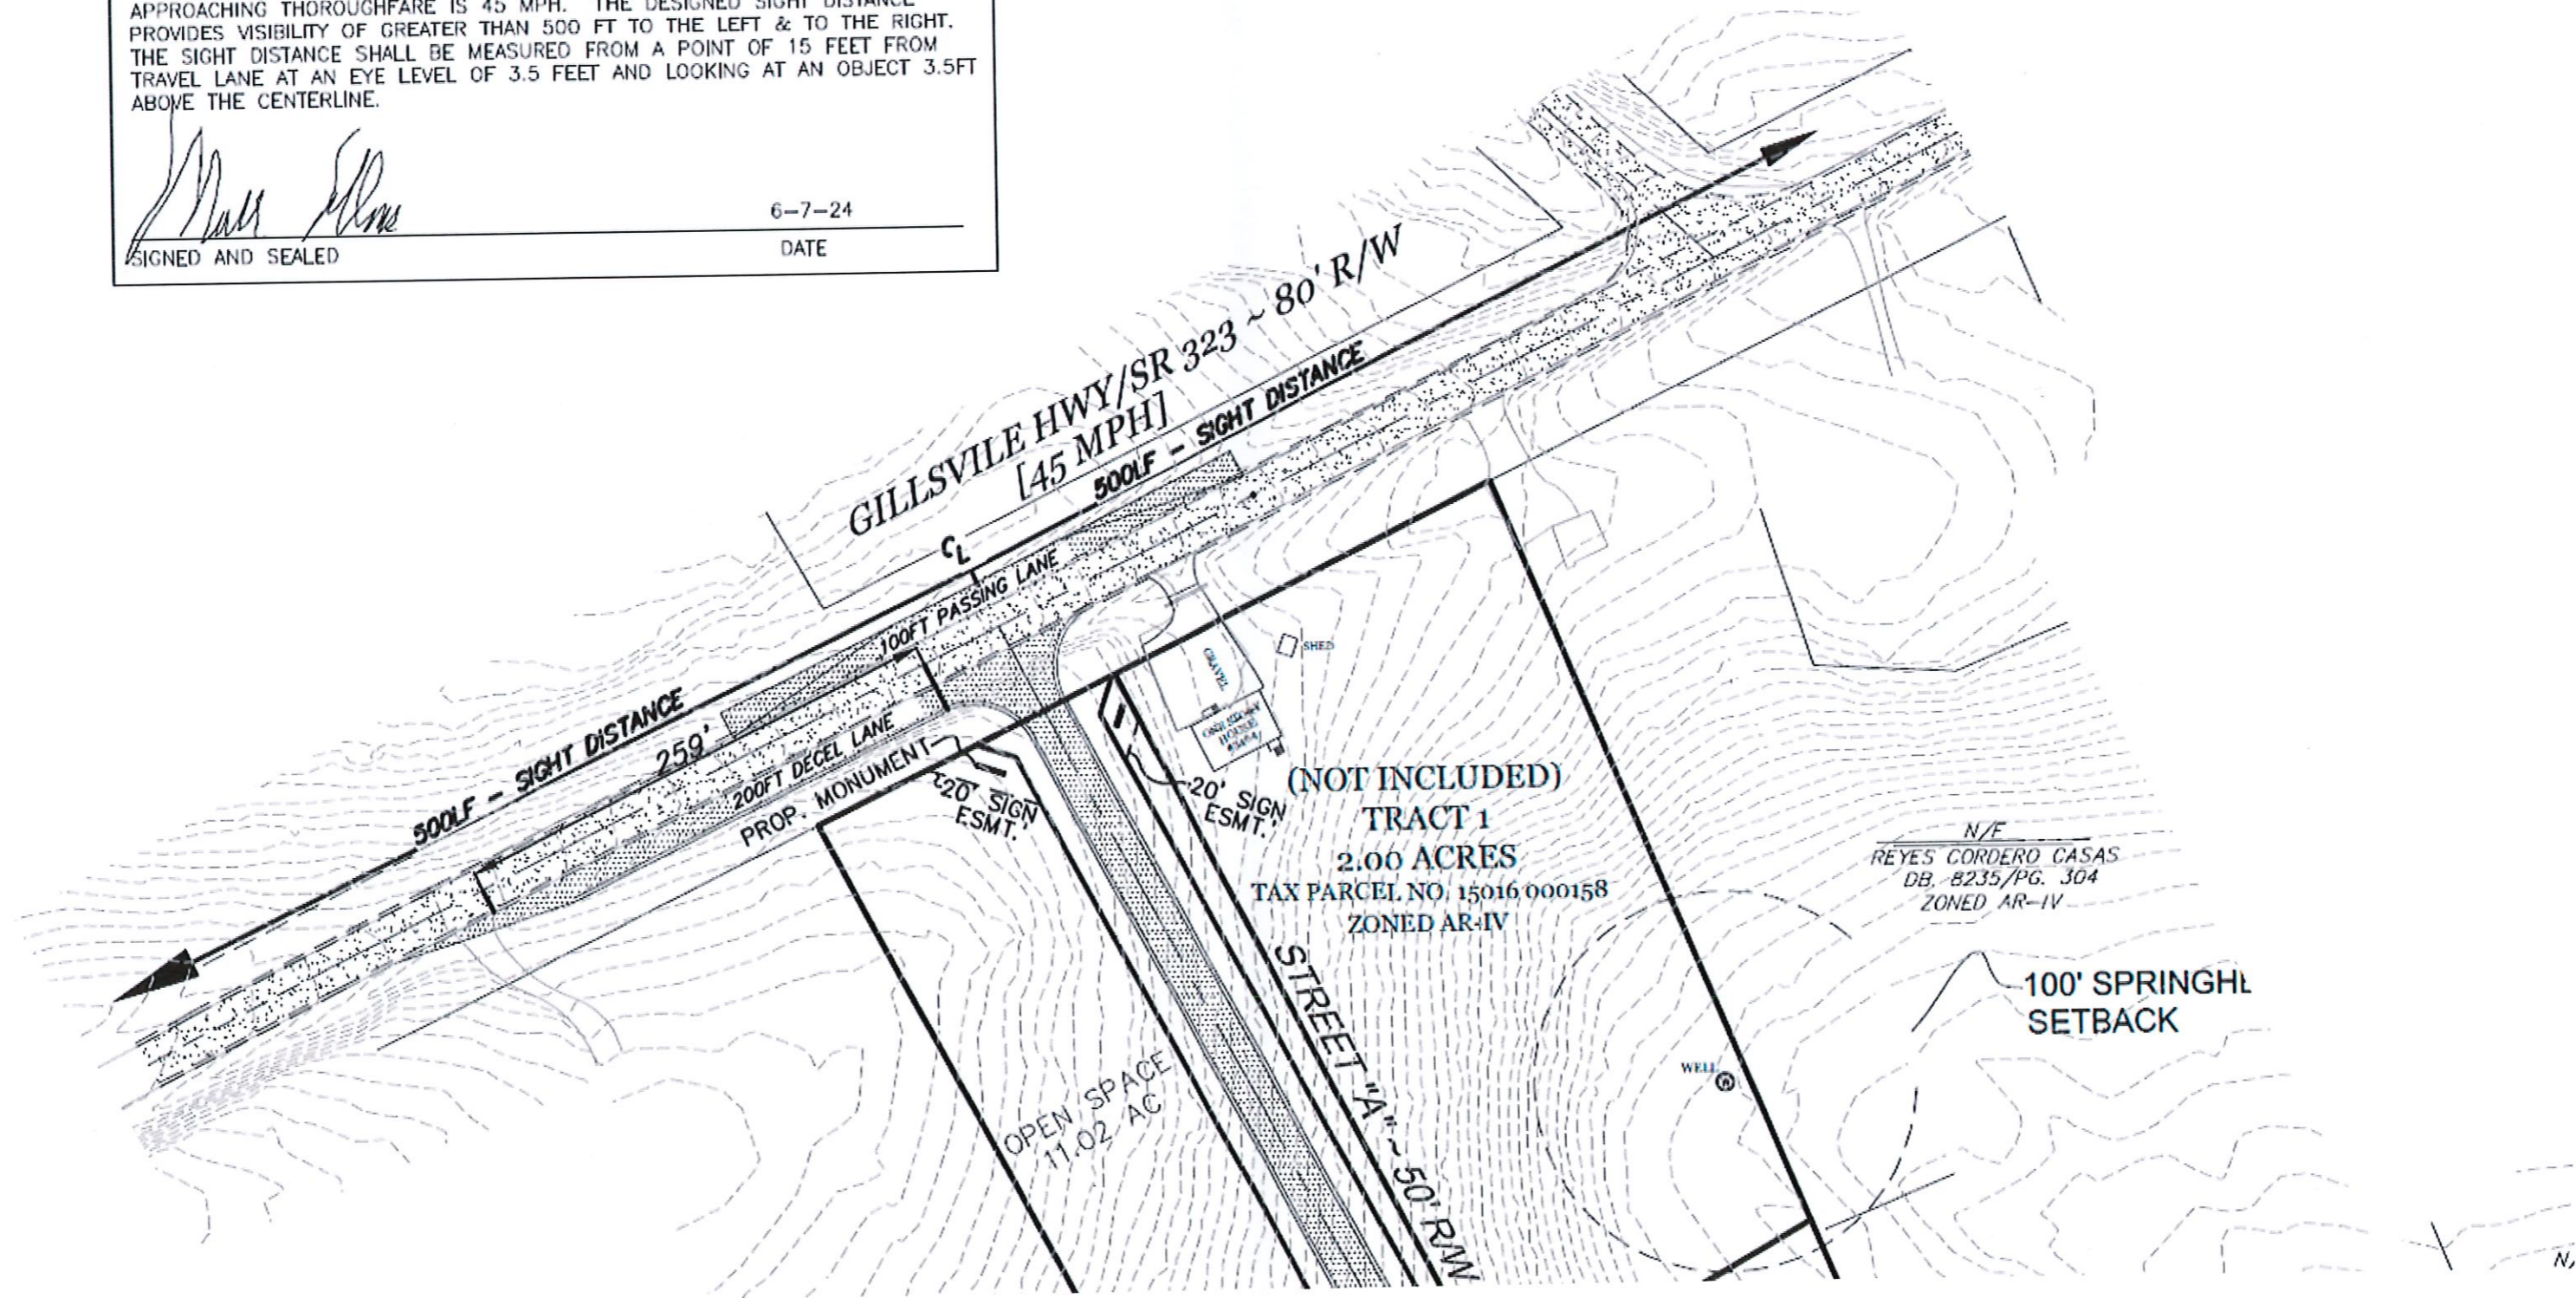 APPROACHING THOROUGHFARE IS 45 MPH. THE DESIGNED SIGHT DISTANCE
PROVIDES VISIBILITY OF GREATER THAN 500 FT TO THE LEFT & TO THE RIGHT.
THE SIGHT DISTANCE SHALL BE MEASURED FROM A POINT OF 15 FEET FROM
TRAVEL LANE AT AN EYE LEVEL OF 3.5 FEET AND LOOKING AT AN OBJECT 3.5FT
ABOVE THE CENTERLINE.
6-7-24
SIGNED AND SEALED
DATE
GILLSVILE HWY/SR 323 ~ 80' R/W
[45 MPH]
500LF - SIGHT DISTANCE
CL
100FT PASSING LANE
500LF - SIGHT DISTANCE
259'
200FT DECEL LANE
PROP. MONUMENT
20' SIGN
ESMT.
20' SIGN
ESMT.
SHED
GRAVEL
HOUSE
(NOT INCLUDED)
TRACT 1
2.00 ACRES
TAX PARCEL NO. 15016 000158
ZONED AR-IV
N/F
REYES CORDERO CASAS
DB. 8235/PG. 304
ZONED AR-IV
100' SPRINGH
SETBACK
WELL
W
STREET "A" ~ 50' R/W
OPEN SPACE
11.02 AC
N